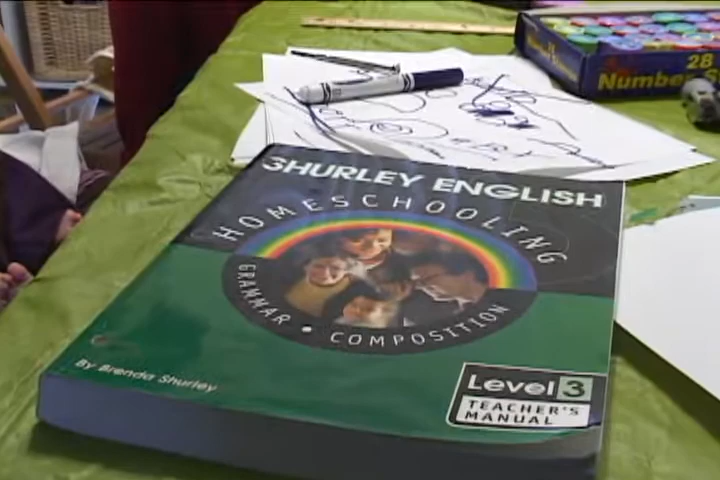 28
Number S
SHURLEY ENGLISH
HOMESCHOOLING
GRAMMAR • COMPOSITION
By Brenda Shurley
Level 3
TEACHER'S
MANUAL